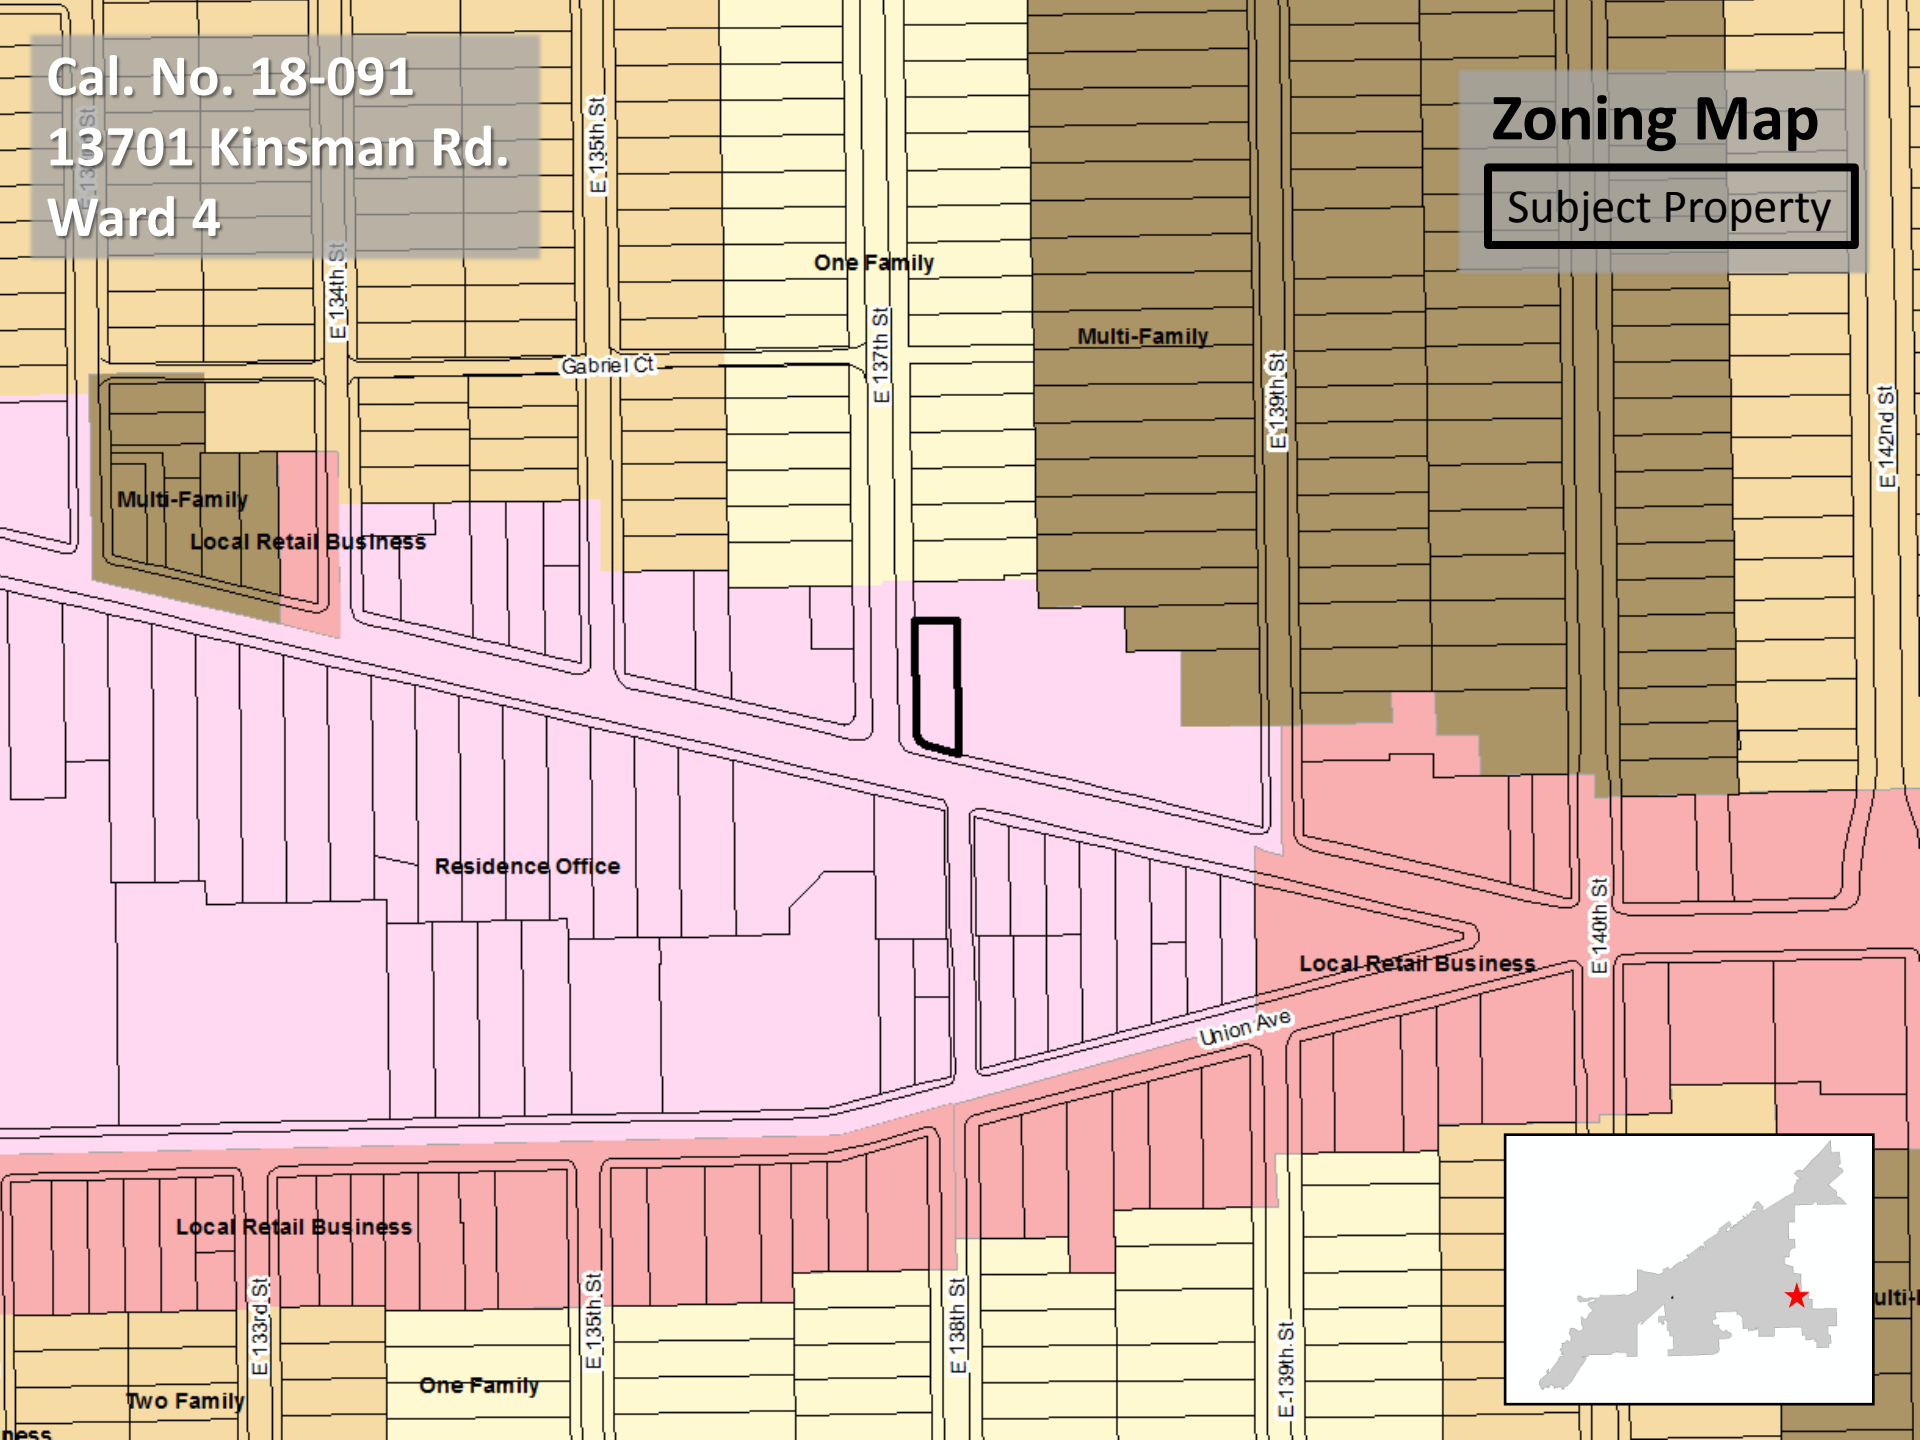 Cal. No. 18-091
13701 Kinsman Rd.
Ward 4
Zoning Map
Subject Property
E 135th St
E 134th St
One Family
E 137th St
Multi-Family
Gabriel Ct
E 139th St
E 142nd St
Multi-Family
Local Retail Business
Residence Office
E 140th St
Local Retail Business
Union Ave
Local Retail Business
E 133rd St
E 135th St
E 138th St
E 139th St
One Family
Two Family